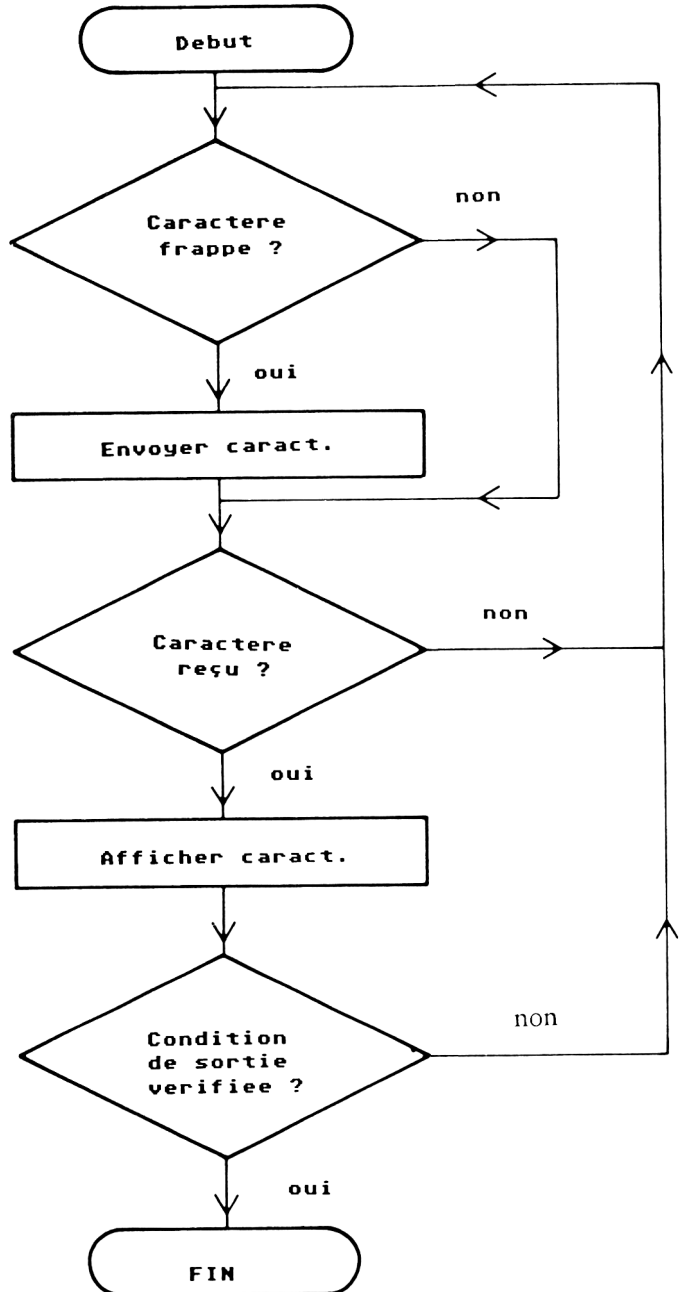 Debut
non
Caractere
frappe ?
oui
Envoyer caract.
non
Caractere
reçu ?
oui
Afficher caract.
non
Condition
de sortie
verifiee ?
oui
FIN